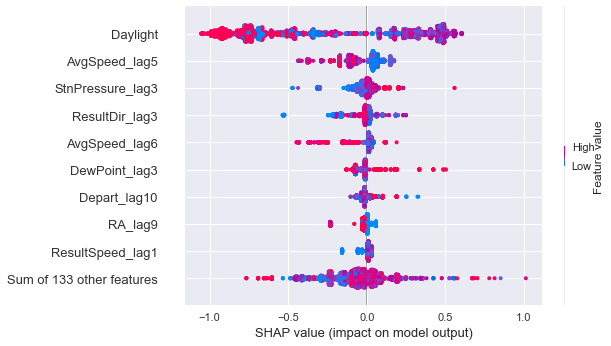 Daylight
AvgSpeed_lag5
StnPressure_lag3
ResultDir_lag3
AvgSpeed_lag6
DewPoint_lag3
Depart_lag10
RA_lag9
ResultSpeed_lag1
Sum of 133 other features
−1.0 −0.5 0.0 0.5 1.0
SHAP value (impact on model output)
High
Low
Feature value